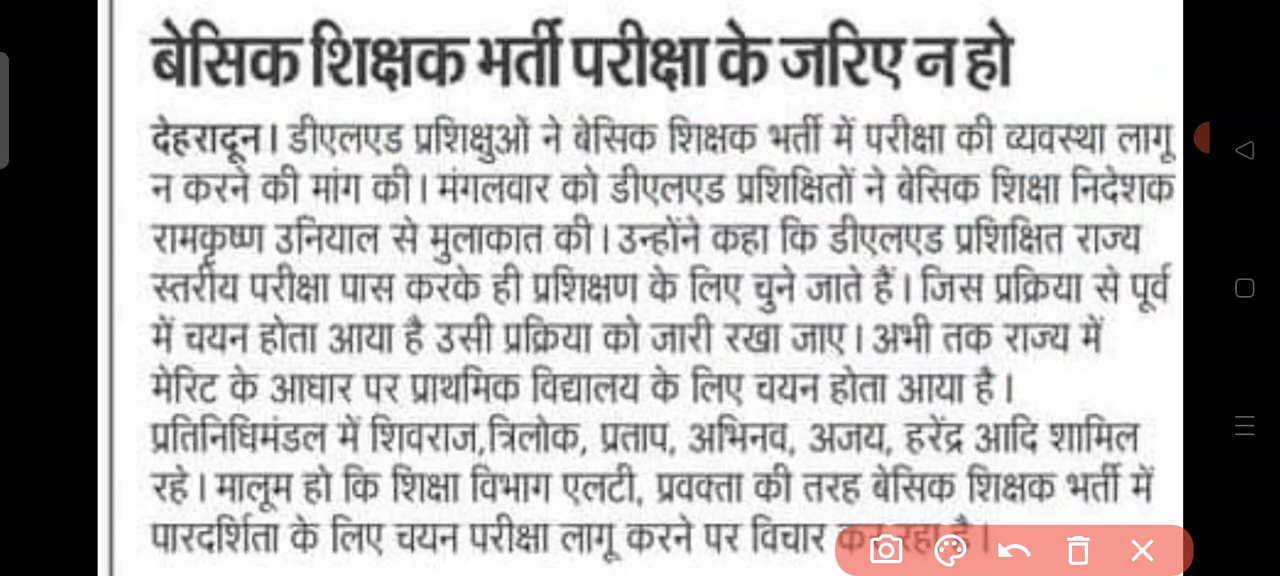 बेसिक शिक्षक भर्ती परीक्षा के जरिए न हो
देहरादून। डीएलएड प्रशिक्षुओं ने बेसिक शिक्षक भर्ती में परीक्षा की व्यवस्था लागू
न करने की मांग की। मंगलवार को डीएलएड प्रशिक्षितों ने बेसिक शिक्षा निदेशक
रामकृष्ण उनियाल से मुलाकात की। उन्होंने कहा कि डीएलएड प्रशिक्षित राज्य
स्तरीय परीक्षा पास करके ही प्रशिक्षण के लिए चुने जाते हैं। जिस प्रक्रिया से पूर्व
में चयन होता आया है उसी प्रक्रिया को जारी रखा जाए। अभी तक राज्य में
मेरिट के आधार पर प्राथमिक विद्यालय के लिए चयन होता आया है।
प्रतिनिधिमंडल में शिवराज,त्रिलोक, प्रताप, अभिनव, अजय, हरेंद्र आदि शामिल
रहे। मालूम हो कि शिक्षा विभाग एलटी, प्रवक्ता की तरह बेसिक शिक्षक भर्ती में
पारदर्शिता के लिए चयन परीक्षा लागू करने पर विचार कर रहा है।